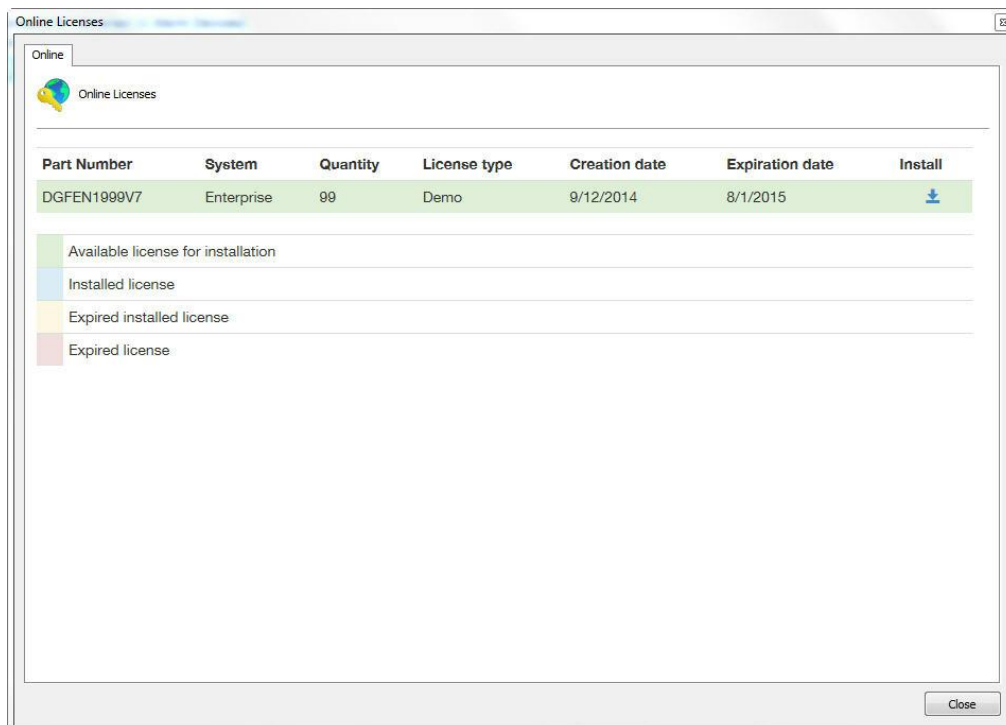 Online Licenses
Online
Online Licenses
Part Number System Quantity License type Creation date Expiration date Install
DGFEN1999V7 Enterprise 99 Demo 9/12/2014 8/1/2015
Available license for installation
Installed license
Expired installed license
Expired license
Close